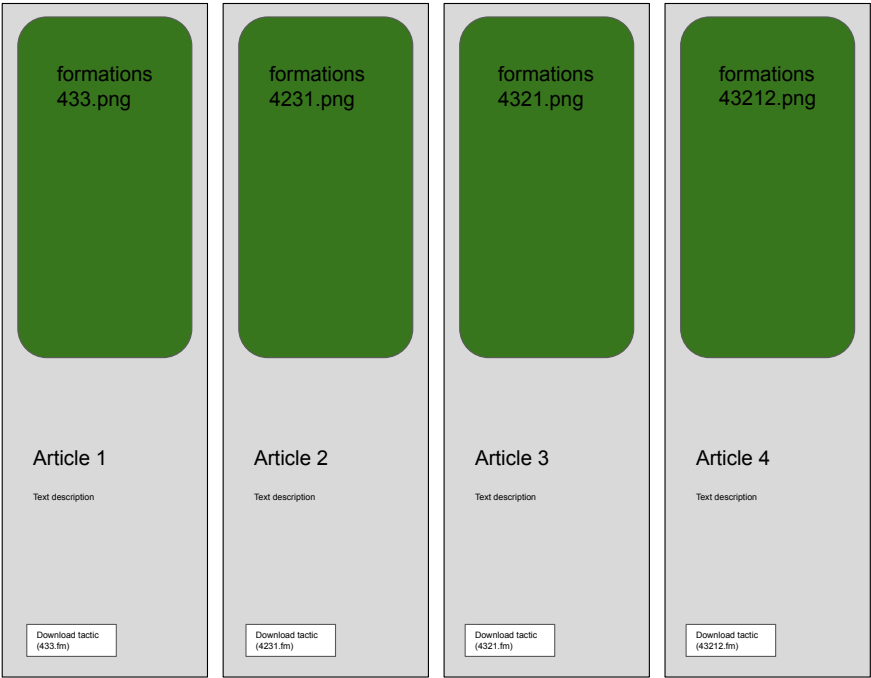 formations
433.png
Article 1
Text description
Download tactic
(433.fm)
formations
4231.png
Article 2
Text description
Download tactic
(4231.fm)
formations
4321.png
Article 3
Text description
Download tactic
(4321.fm)
formations
43212.png
Article 4
Text description
Download tactic
(43212.fm)